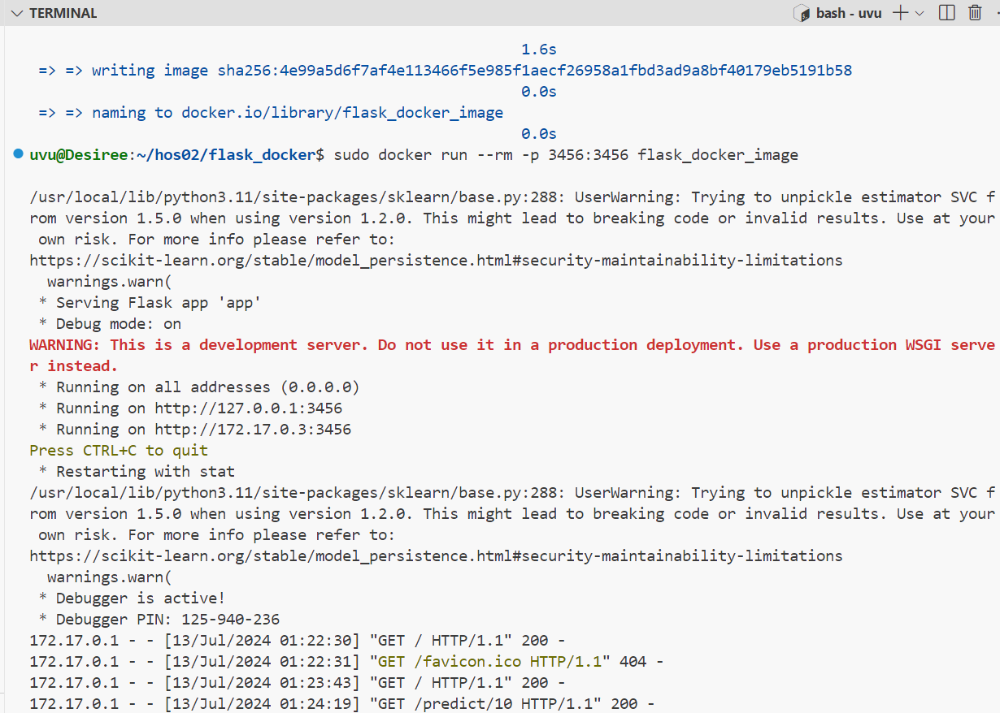 TERMINAL
bash - uvu
1.6s
=> => writing image sha256:4e99a5d6f7af4e113466f5e985f1aecf26958a1fbd3ad9a8bf40179eb5191b58
0.0s
=> => naming to docker.io/library/flask_docker_image
0.0s
uvu@Desiree:~/hos02/flask_docker$ sudo docker run --rm -p 3456:3456 flask_docker_image
/usr/local/lib/python3.11/site-packages/sklearn/base.py:288: UserWarning: Trying to unpickle estimator SVC f
rom version 1.5.0 when using version 1.2.0. This might lead to breaking code or invalid results. Use at your
own risk. For more info please refer to:
https://scikit-learn.org/stable/model_persistence.html#security-maintainability-limitations
warnings.warn(
* Serving Flask app 'app'
* Debug mode: on
WARNING: This is a development server. Do not use it in a production deployment. Use a production WSGI serve
r instead.
* Running on all addresses (0.0.0.0)
* Running on http://127.0.0.1:3456
* Running on http://172.17.0.3:3456
Press CTRL+C to quit
* Restarting with stat
/usr/local/lib/python3.11/site-packages/sklearn/base.py:288: UserWarning: Trying to unpickle estimator SVC f
rom version 1.5.0 when using version 1.2.0. This might lead to breaking code or invalid results. Use at your
own risk. For more info please refer to:
https://scikit-learn.org/stable/model_persistence.html#security-maintainability-limitations
warnings.warn(
* Debugger is active!
* Debugger PIN: 125-940-236
172.17.0.1 - - [13/Jul/2024 01:22:30] "GET / HTTP/1.1" 200 -
172.17.0.1 - - [13/Jul/2024 01:22:31] "GET /favicon.ico HTTP/1.1" 404 -
172.17.0.1 - - [13/Jul/2024 01:23:43] "GET / HTTP/1.1" 200 -
172.17.0.1 - - [13/Jul/2024 01:24:19] "GET /predict/10 HTTP/1.1" 200 -